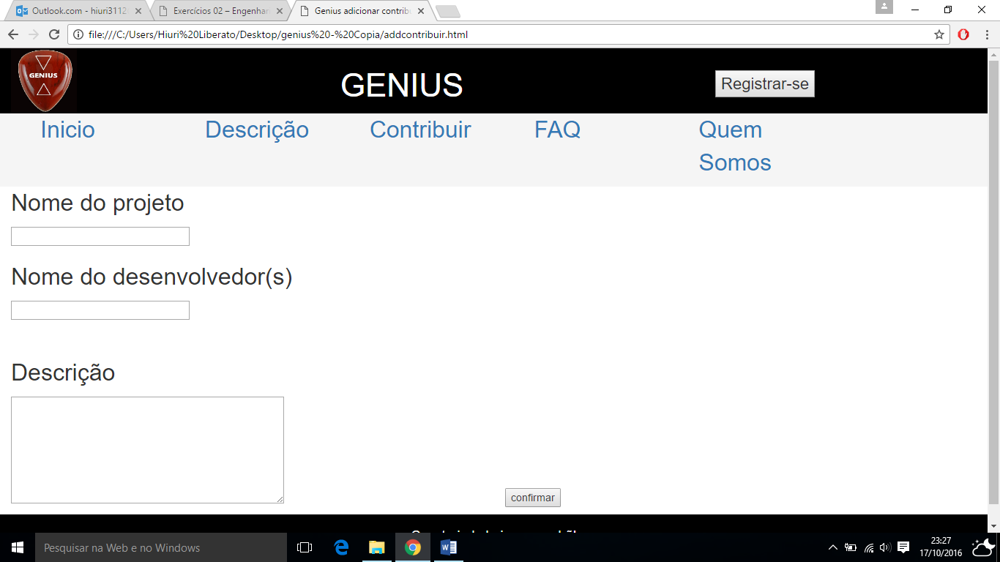 Outlook.com - hiuri3112
Exercícios 02 – Engenhar
Genius adicionar contribu
file:///C:/Users/Hiuri%20Liberato/Desktop/genius%20-%20Copia/addcontribuir.html
GENIUS
GENIUS
Registrar-se
Inicio
Descrição
Contribuir
FAQ
Quem
Somos
Nome do projeto
Nome do desenvolvedor(s)
Descrição
confirmar
Pesquisar na Web e no Windows
23:27
17/10/2016